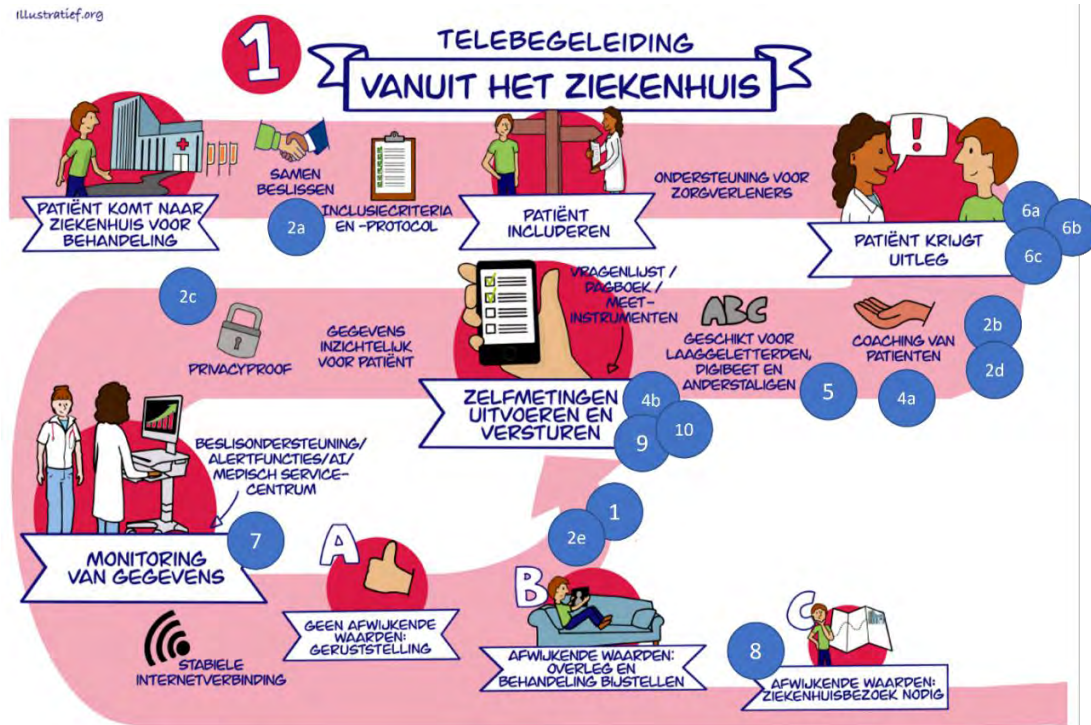 Illustratief.org
1
TELEBEGELEIDING
VANUIT HET ZIEKENHUIS
PATIËNT KOMT NAAR
ZIEKENHUIS VOOR
BEHANDELING
SAMEN
BESLISSEN
2a
INCLUSIECRITERIA
EN -PROTOCOL
PATIËNT
INCLUDEREN
ONDERSTEUNING VOOR
ZORGVERLENERS
!
PATIËNT KRIJGT
UITLEG
6a
6b
6c
2c
PRIVACYPROOF
GEGEVENS
INZICHTELIJK
VOOR PATIËNT
VRAGENLIJST /
DAGBOEK /
MEET-
INSTRUMENTEN
ZELFMETINGEN
UITVOEREN EN
VERSTUREN
4b
9
10
ABC
GESCHIKT VOOR
LAAGGELETTERDEN,
DIGIBEET EN
ANDERSTALIGEN
5
COACHING VAN
PATIENTEN
4a
2b
2d
BESLISONDERSTEUNING/
ALERTFUNCTIES/AI/
MEDISCH SERVICE-
CENTRUM
MONITORING
VAN GEGEVENS
7
STABIELE
INTERNETVERBINDING
A
GEEN AFWIJKENDE
WAARDEN:
GERUSTSTELLING
1
2e
B
AFWIJKENDE WAARDEN:
OVERLEG EN
BEHANDELING BIJSTELLEN
8
C
AFWIJKENDE WAARDEN:
ZIEKENHUISBEZOEK NODIG